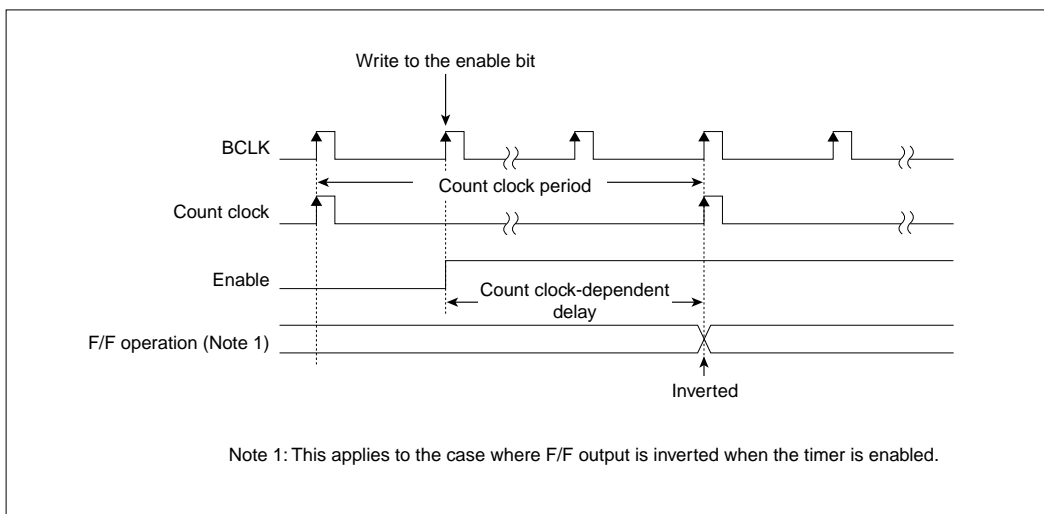 Write to the enable bit
BCLK
Count clock period
Count clock
Enable
Count clock-dependent
delay
F/F operation (Note 1)
Inverted
Note 1: This applies to the case where F/F output is inverted when the timer is enabled.